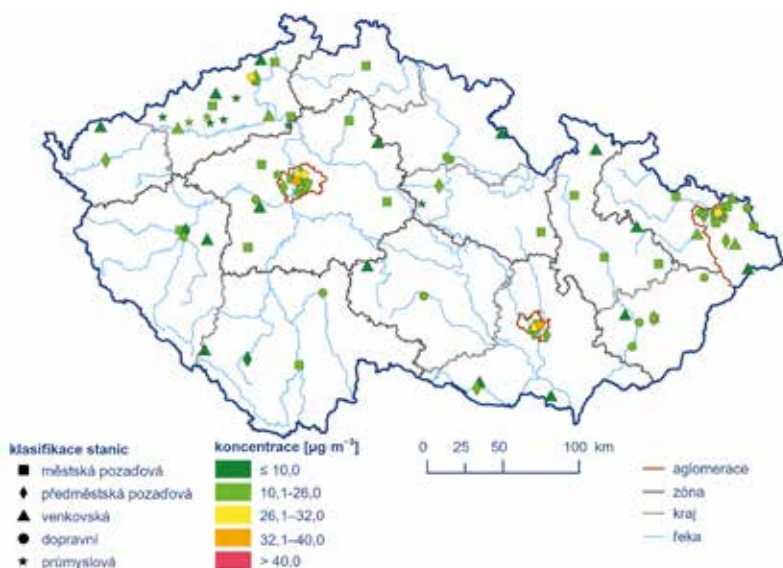 klasifikace stanic
městská pozaďová
předměstská pozaďová
venkovská
dopravní
průmyslová
koncentrace [µg·m⁻³]
≤ 10,0
10,1–26,0
26,1–32,0
32,1–40,0
> 40,0
0 25 50 100 km
aglomerace
zóna
kraj
řeka